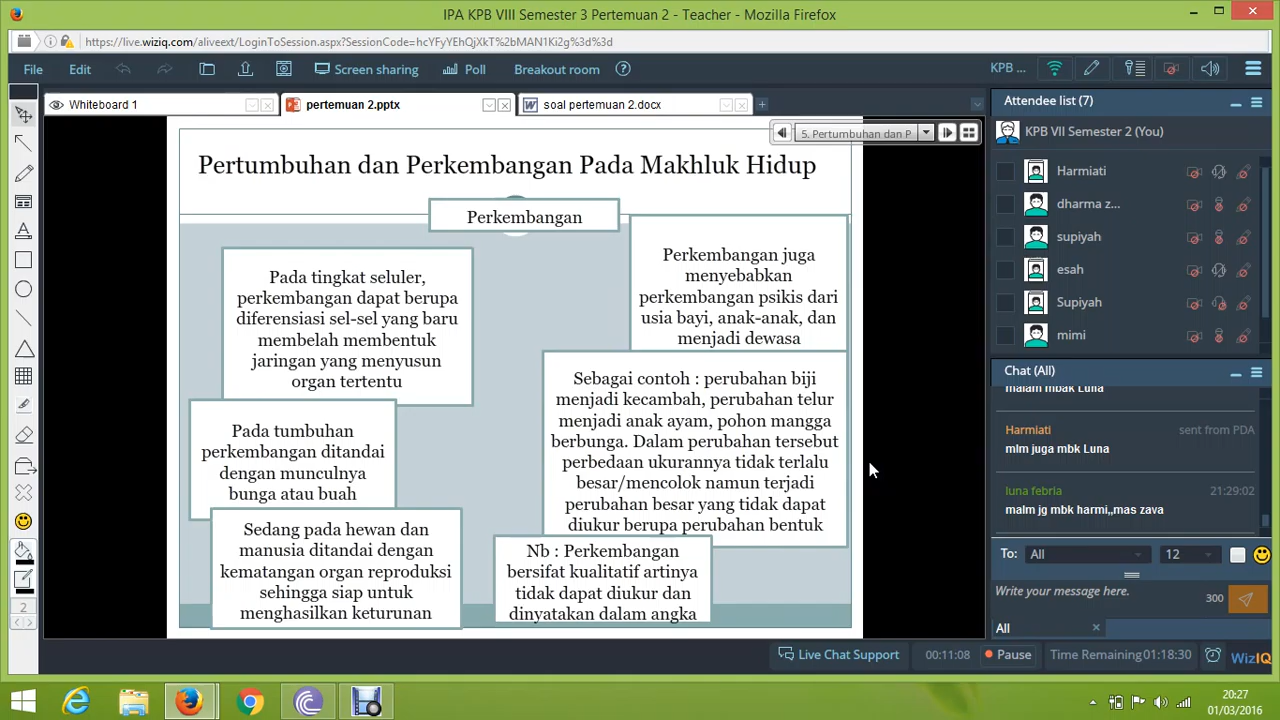 IPA KPB VIII Semester 3 Pertemuan 2 - Teacher - Mozilla Firefox
https://live.wiziq.com/aliveext/LoginToSession.aspx?SessionCode=hcYFyYEhQjXkT%2bMAN1Ki2g%3d%3d
File Edit Screen sharing Poll Breakout room KPB ...
Whiteboard 1
pertemuan 2.pptx
soal pertemuan 2.docx
5. Pertumbuhan dan P
Pertumbuhan dan Perkembangan Pada Makhluk Hidup
Perkembangan
Pada tingkat seluler,
perkembangan dapat berupa
diferensiasi sel-sel yang baru
membelah membentuk
jaringan yang menyusun
organ tertentu
Pada tumbuhan
perkembangan ditandai
dengan munculnya
bunga atau buah
Sedang pada hewan dan
manusia ditandai dengan
kematangan organ reproduksi
sehingga siap untuk
menghasilkan keturunan
Perkembangan juga
menyebabkan
perkembangan psikis dari
usia bayi, anak-anak, dan
menjadi dewasa
Sebagai contoh : perubahan biji
menjadi kecambah, perubahan telur
menjadi anak ayam, pohon mangga
berbunga. Dalam perubahan tersebut
perbedaan ukurannya tidak terlalu
besar/mencolok namun terjadi
perubahan besar yang tidak dapat
diukur berupa perubahan bentuk
Nb : Perkembangan
bersifat kualitatif artinya
tidak dapat diukur dan
dinyatakan dalam angka
2
Attendee list (7)
KPB VII Semester 2 (You)
Harmiati
dharma z...
supiyah
esah
Supiyah
mimi
Chat (All)
malam mbak Luna
Harmiati sent from PDA
mlm juga mbk Luna
luna febria 21:29:02
malm jg mbk harmi,,mas zava
To: All 12
Write your message here. 300
All
Live Chat Support 00:11:08 Pause Time Remaining01:18:30 WizIQ
20:27
01/03/2016